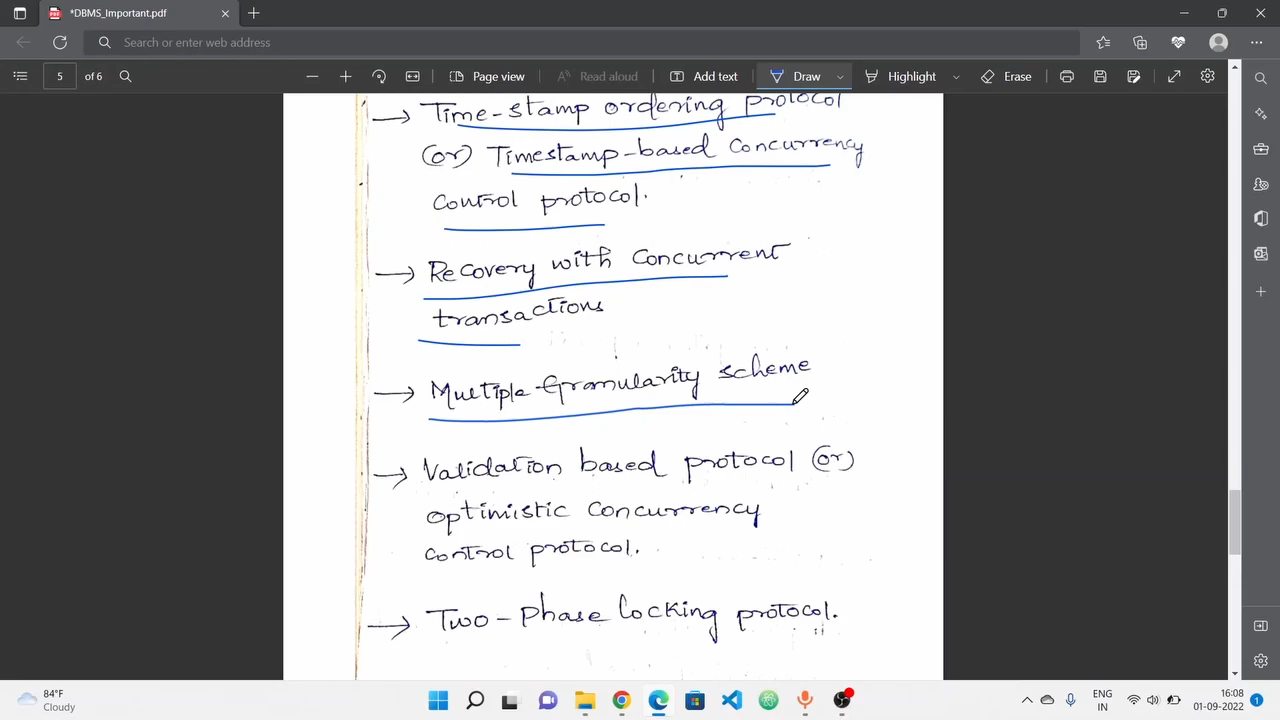 *DBMS_Important.pdf
Search or enter web address
5 of 6 Page view Read aloud Add text Draw Highlight Erase
→ Time-stamp ordering protocol
(or) Timestamp-based concurrency
control protocol.
→ Recovery with concurrent
transactions
→ Multiple Granularity scheme
→ Validation based protocol (or)
optimistic concurrency
control protocol.
→ Two-phase locking protocol.
84°F
Cloudy
ENG
IN
16:08
01-09-2022
1